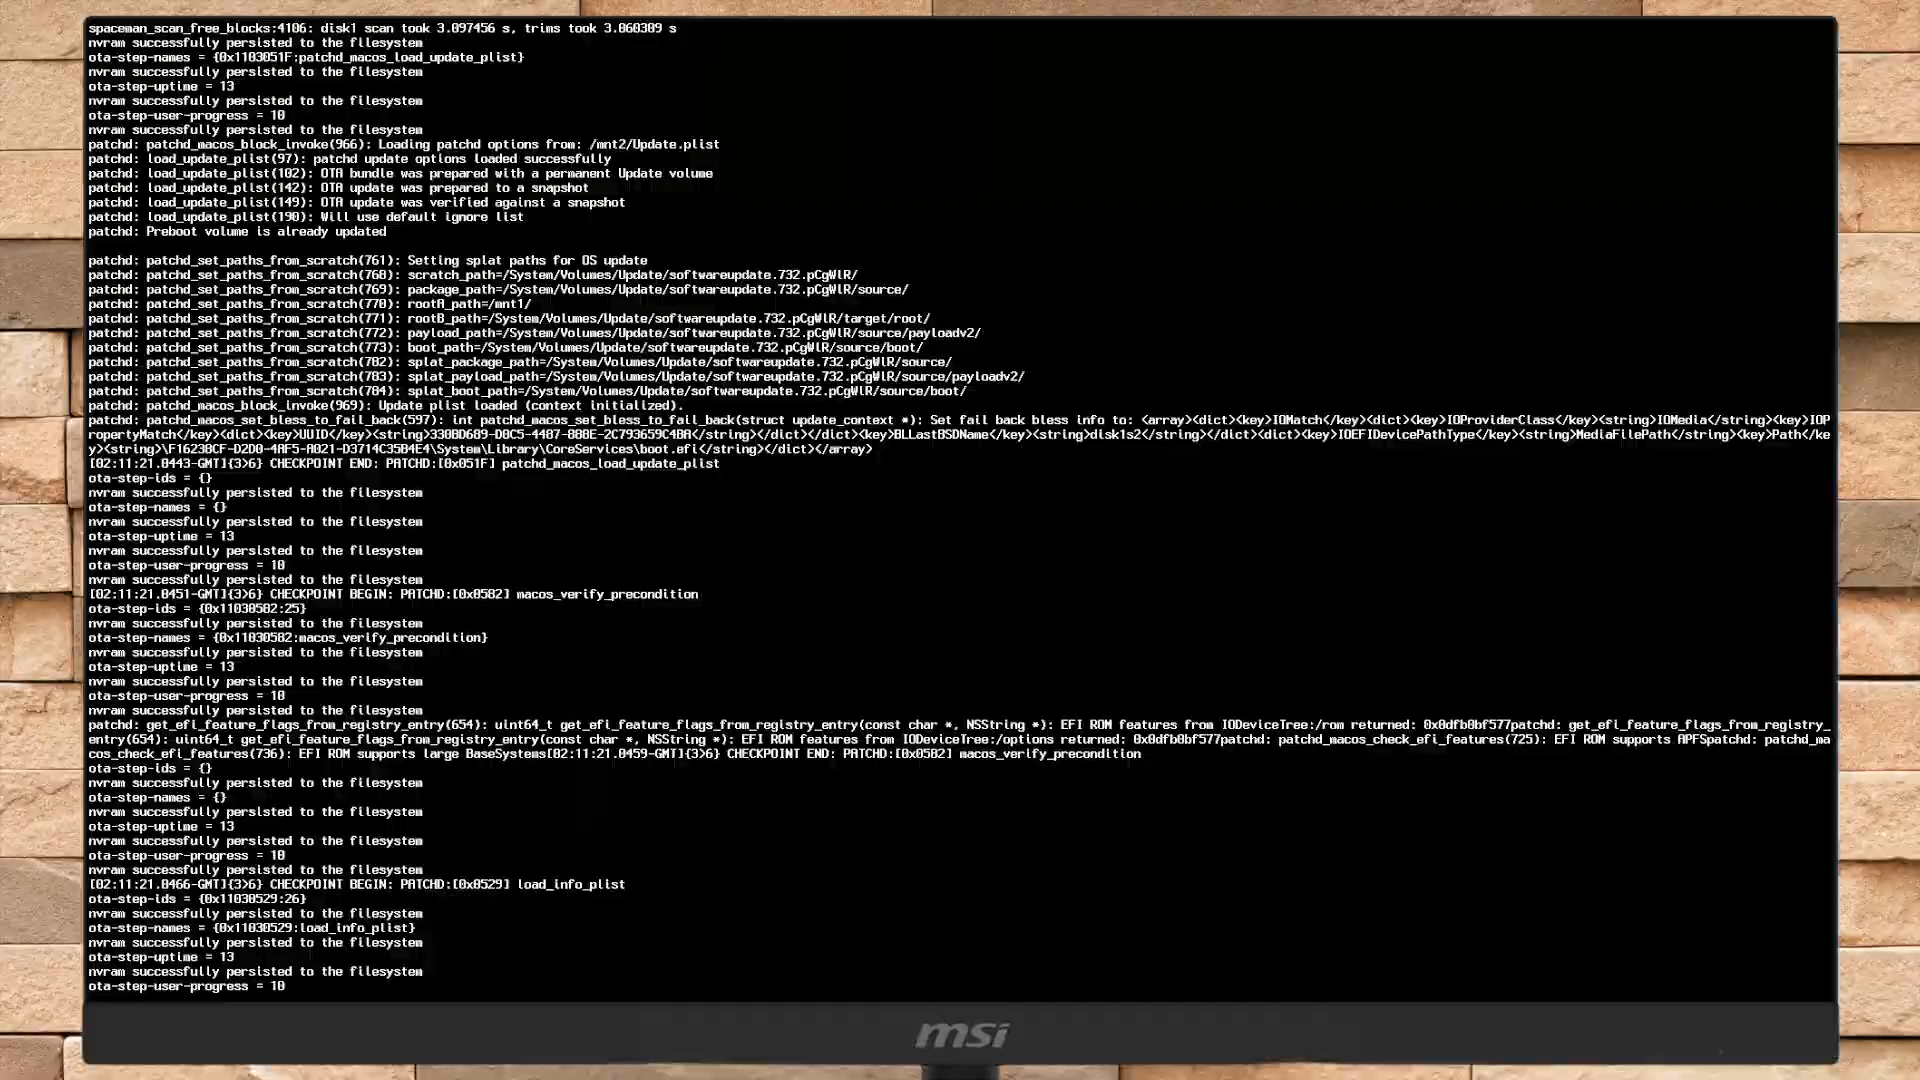 spaceman_scan_free_blocks:4106: disk1 scan took 3.897456 s, trims took 3.860389 s
nvram successfully persisted to the filesystem
ota-step-names = {0x1103051F:patchd_macos_load_update_plist}
nvram successfully persisted to the filesystem
ota-step-uptime = 13
nvram successfully persisted to the filesystem
ota-step-user-progress = 10
nvram successfully persisted to the filesystem
patchd: patchd_macos_block_invoke(966): Loading patchd options from: /mnt2/Update.plist
patchd: load_update_plist(97): patchd update options loaded successfully
patchd: load_update_plist(102): OTA bundle was prepared with a permanent Update volume
patchd: load_update_plist(142): OTA update was prepared to a snapshot
patchd: load_update_plist(149): OTA update was verified against a snapshot
patchd: load_update_plist(190): Will use default ignore list
patchd: Preboot volume is already updated
patchd: patchd_set_paths_from_scratch(761): Setting splat paths for OS update
patchd: patchd_set_paths_from_scratch(768): scratch_path=/System/Volumes/Update/softwareupdate.732.pCgWlR/
patchd: patchd_set_paths_from_scratch(769): package_path=/System/Volumes/Update/softwareupdate.732.pCgWlR/source/
patchd: patchd_set_paths_from_scratch(770): rootA_path=/mnt1/
patchd: patchd_set_paths_from_scratch(771): rootB_path=/System/Volumes/Update/softwareupdate.732.pCgWlR/target/root/
patchd: patchd_set_paths_from_scratch(772): payload_path=/System/Volumes/Update/softwareupdate.732.pCgWlR/source/payloadv2/
patchd: patchd_set_paths_from_scratch(773): boot_path=/System/Volumes/Update/softwareupdate.732.pCgWlR/source/boot/
patchd: patchd_set_paths_from_scratch(782): splat_package_path=/System/Volumes/Update/softwareupdate.732.pCgWlR/source/
patchd: patchd_set_paths_from_scratch(783): splat_payload_path=/System/Volumes/Update/softwareupdate.732.pCgWlR/source/payloadv2/
patchd: patchd_set_paths_from_scratch(784): splat_boot_path=/System/Volumes/Update/softwareupdate.732.pCgWlR/source/boot/
patchd: patchd_macos_block_invoke(969): Update plist loaded (context initialized).
patchd: patchd_macos_set_bless_to_fail_back(597): int patchd_macos_set_bless_to_fail_back(struct update_context *): Set fail back bless info to: <array><dict><key>IOMatch</key><dict><key>IOProviderClass</key><string>IOMedia</string><key>IOP
ropertyMatch</key><dict><key>UUID</key><string>330BD689-D8C5-4487-8B8E-2C793659C4BA</string></dict></dict><key>BLLastBSDName</key><string>disk1s2</string></dict><dict><key>IOEFIDevicePathType</key><string>MediaFilePath</string><key>Path</ke
y><string>\F1623BCF-D2D0-4AF5-A021-D3714C35B4E4\System\Library\CoreServices\boot.efi</string></dict></array>
[02:11:21.0443-GMT]{3>6} CHECKPOINT END: PATCHD:[0x051F] patchd_macos_load_update_plist
ota-step-ids = {}
nvram successfully persisted to the filesystem
ota-step-names = {}
nvram successfully persisted to the filesystem
ota-step-uptime = 13
nvram successfully persisted to the filesystem
ota-step-user-progress = 10
nvram successfully persisted to the filesystem
[02:11:21.0451-GMT]{3>6} CHECKPOINT BEGIN: PATCHD:[0x0582] macos_verify_precondition
ota-step-ids = {0x11030582:25}
nvram successfully persisted to the filesystem
ota-step-names = {0x11030582:macos_verify_precondition}
nvram successfully persisted to the filesystem
ota-step-uptime = 13
nvram successfully persisted to the filesystem
ota-step-user-progress = 10
nvram successfully persisted to the filesystem
patchd: get_efi_feature_flags_from_registry_entry(654): uint64_t get_efi_feature_flags_from_registry_entry(const char *, NSString *): EFI ROM features from IODeviceTree:/rom returned: 0x0dfb0bf577patchd: get_efi_feature_flags_from_registry_
entry(654): uint64_t get_efi_feature_flags_from_registry_entry(const char *, NSString *): EFI ROM features from IODeviceTree:/options returned: 0x0dfb0bf577patchd: patchd_macos_check_efi_features(725): EFI ROM supports APFSpatchd: patchd_ma
cos_check_efi_features(736): EFI ROM supports large BaseSystems[02:11:21.0459-GMT]{3>6} CHECKPOINT END: PATCHD:[0x0582] macos_verify_precondition
ota-step-ids = {}
nvram successfully persisted to the filesystem
ota-step-names = {}
nvram successfully persisted to the filesystem
ota-step-uptime = 13
nvram successfully persisted to the filesystem
ota-step-user-progress = 10
nvram successfully persisted to the filesystem
[02:11:21.0466-GMT]{3>6} CHECKPOINT BEGIN: PATCHD:[0x0529] load_info_plist
ota-step-ids = {0x11030529:26}
nvram successfully persisted to the filesystem
ota-step-names = {0x11030529:load_info_plist}
nvram successfully persisted to the filesystem
ota-step-uptime = 13
nvram successfully persisted to the filesystem
ota-step-user-progress = 10
msi